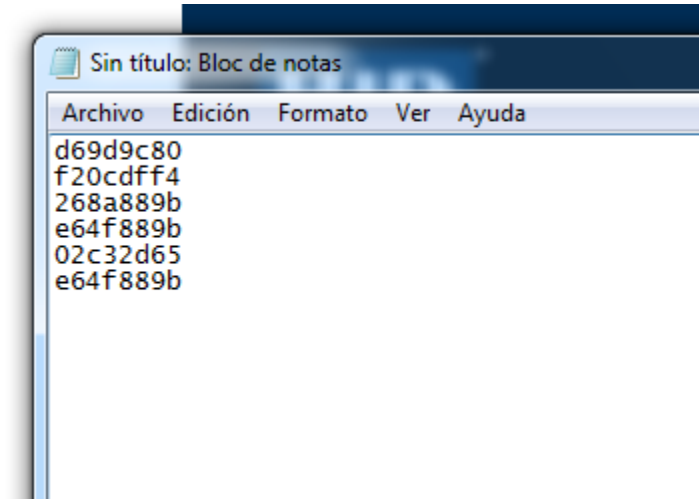 Sin título: Bloc de notas
Archivo Edición Formato Ver Ayuda
d69d9c80
f20cdff4
268a889b
e64f889b
02c32d65
e64f889b